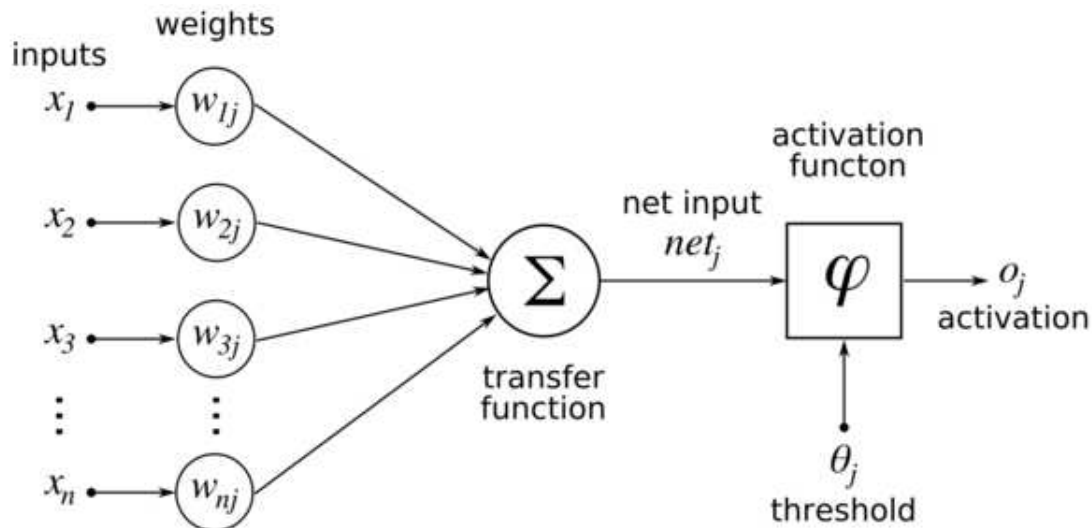 weights
inputs
x₁
w₁ⱼ
x₂
w₂ⱼ
x₃
w₃ⱼ
⋮ ⋮
xₙ
wₙⱼ
Σ
transfer
function
net input
netⱼ
activation
functon
φ
oⱼ
activation
θⱼ
threshold